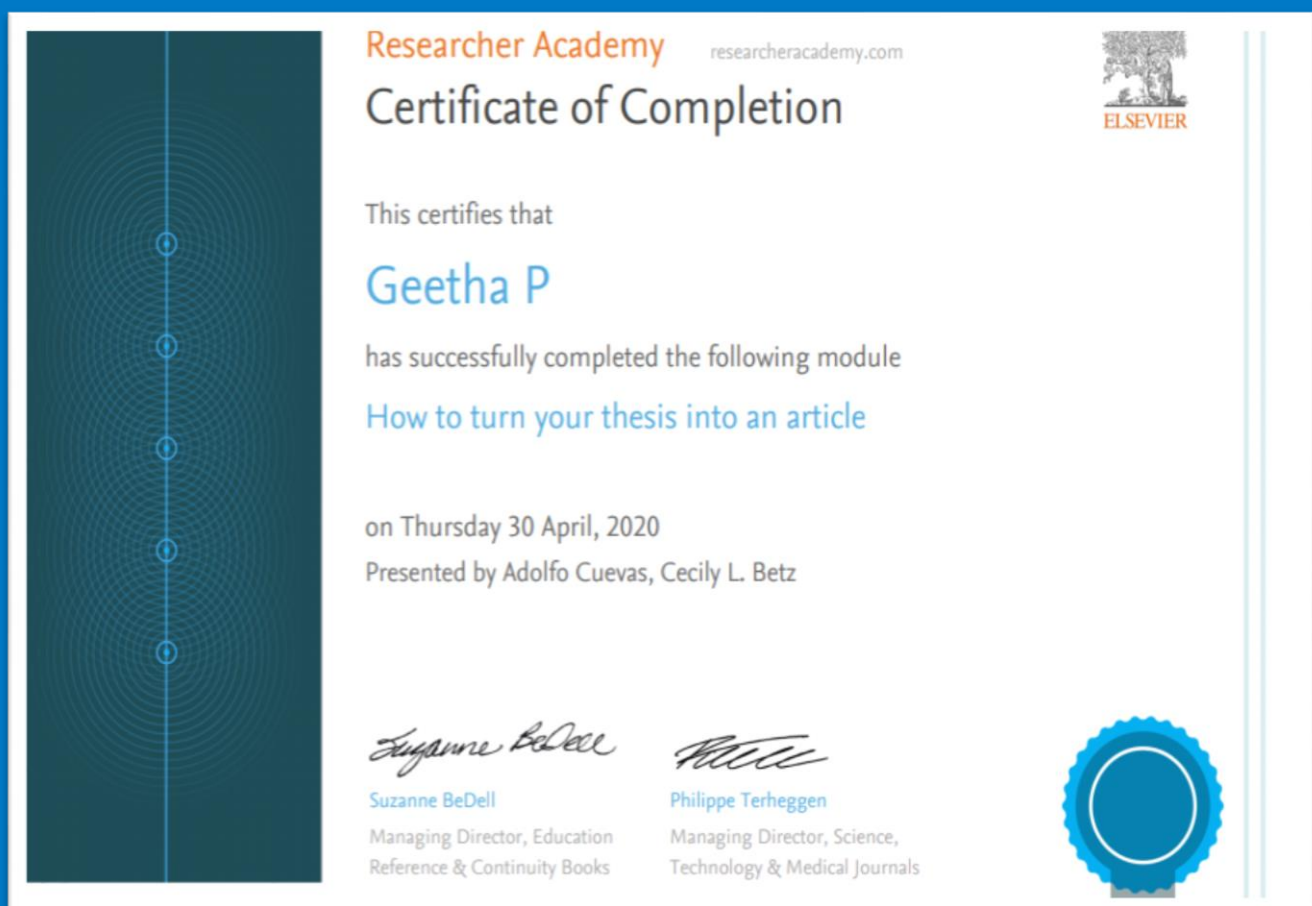 Researcher Academy researcheracademy.com
Certificate of Completion
ELSEVIER
This certifies that
Geetha P
has successfully completed the following module
How to turn your thesis into an article
on Thursday 30 April, 2020
Presented by Adolfo Cuevas, Cecily L. Betz
Suzanne BeDell
Suzanne BeDell
Managing Director, Education
Reference & Continuity Books
Philippe Terheggen
Managing Director, Science,
Technology & Medical Journals